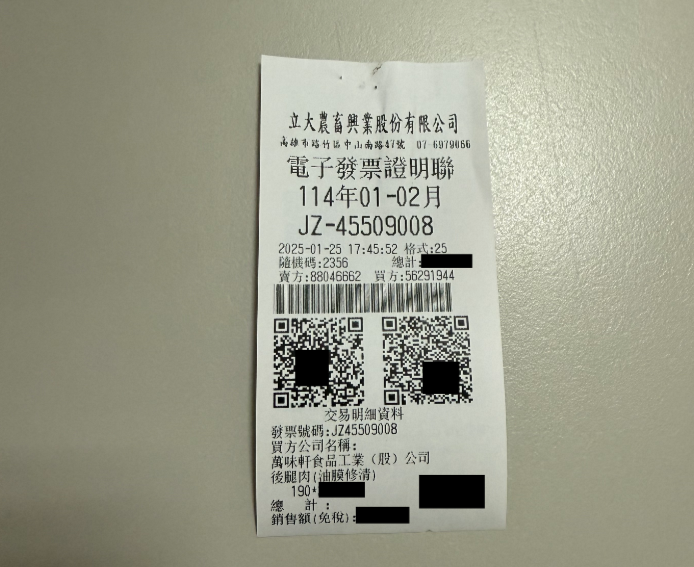 立大農畜興業股份有限公司
高雄市路竹區中山南路47號 07-6979066
電子發票證明聯
114年01-02月
JZ-45509008
2025-01-25 17:45:52 格式:25
隨機碼:2356 總計:
賣方:88046662 買方:56291944
交易明細資料
發票號碼:JZ45509008
買方公司名稱:
萬味軒食品工業（股）公司
後腿肉(油膜修清)
190*
總 計:
銷售額(免稅):